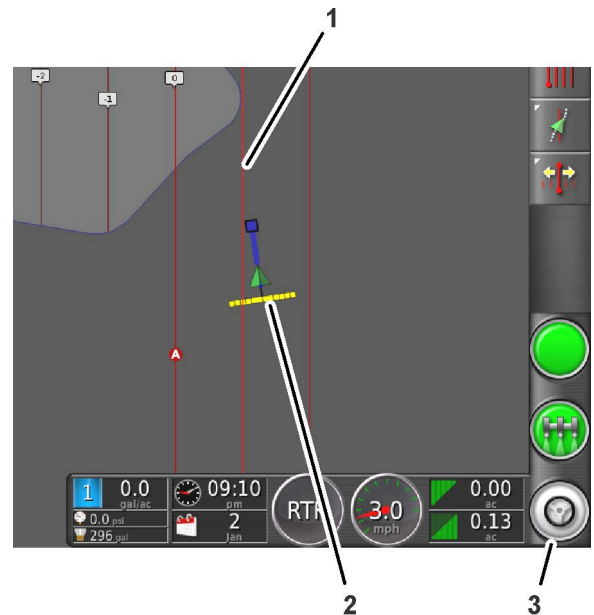 1
-2
0
-1
A
1 0.0 gal/ac
0.0 psi
296 gal
09:10 pm
2 Jan
RTK
3.0 mph
0.00 ac
0.13 ac
2
3